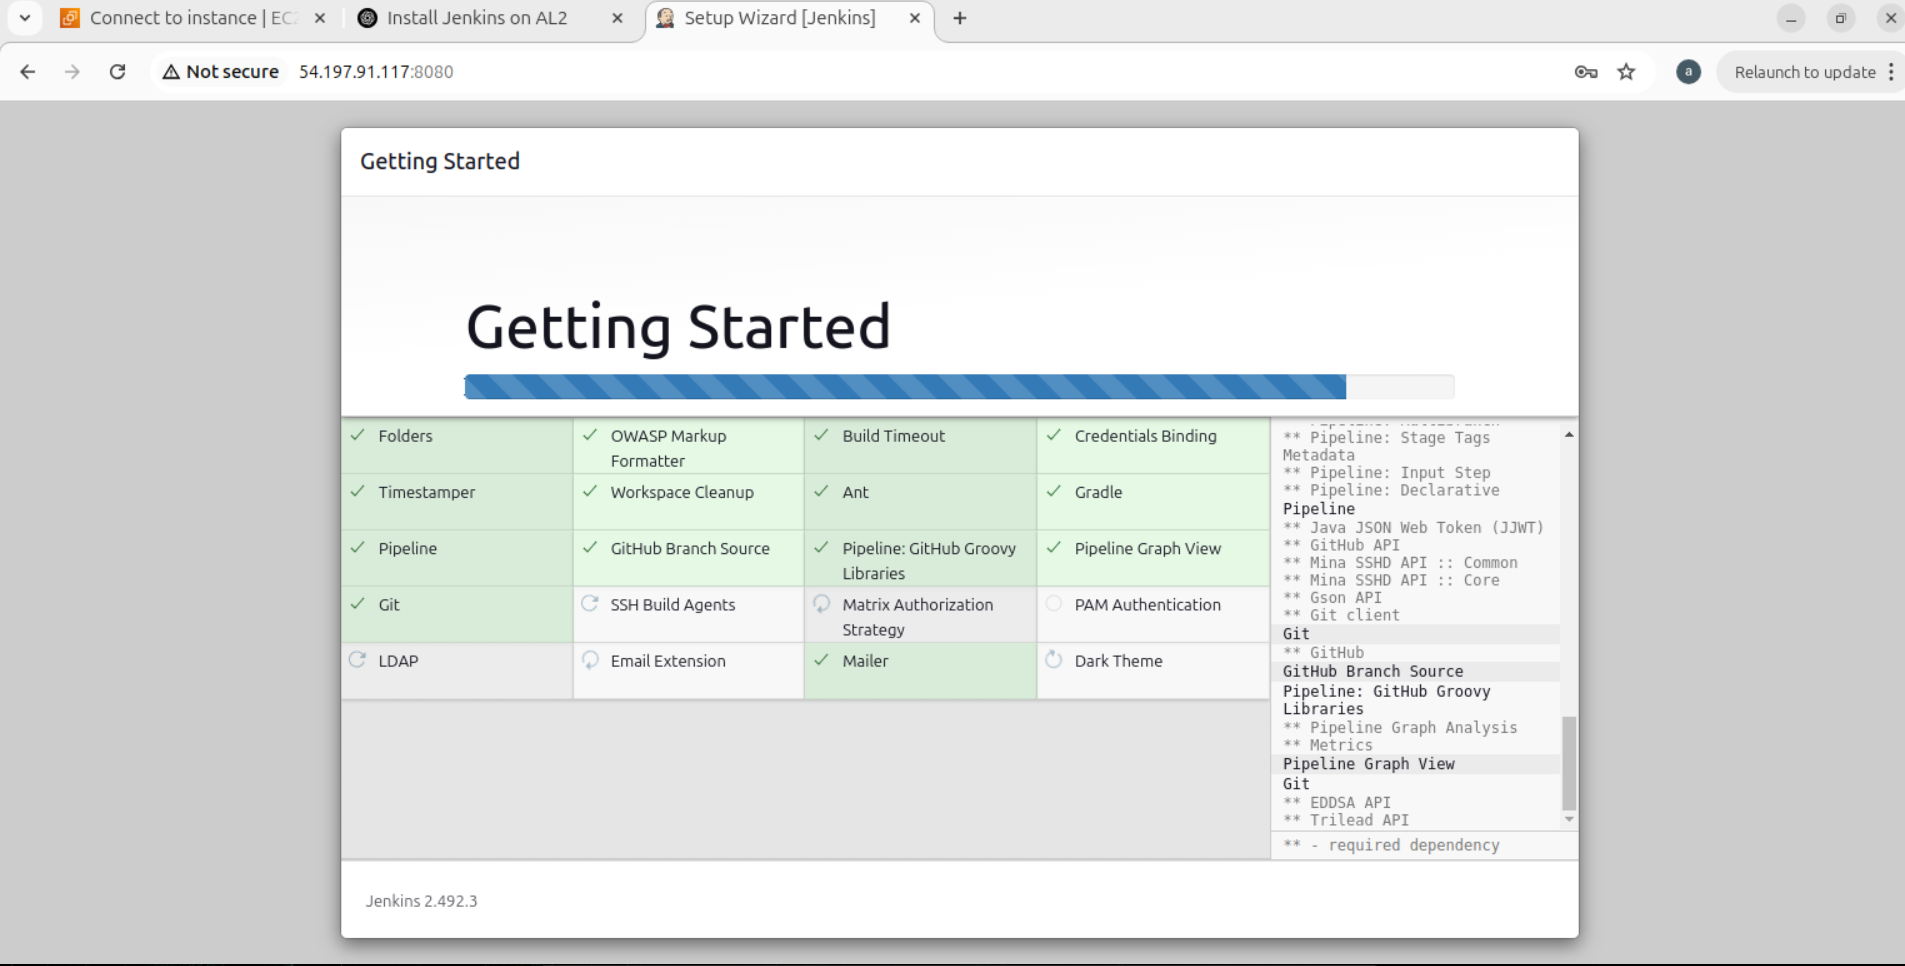 Connect to instance | EC2
Install Jenkins on AL2
Setup Wizard [Jenkins]
Not secure
54.197.91.117:8080
a
Relaunch to update
Getting Started
Getting Started
Folders
OWASP Markup
Formatter
Build Timeout
Credentials Binding
Timestamper
Workspace Cleanup
Ant
Gradle
Pipeline
GitHub Branch Source
Pipeline: GitHub Groovy
Libraries
Pipeline Graph View
Git
SSH Build Agents
Matrix Authorization
Strategy
PAM Authentication
LDAP
Email Extension
Mailer
Dark Theme
** Pipeline: Stage Tags
Metadata
** Pipeline: Input Step
** Pipeline: Declarative
Pipeline
** Java JSON Web Token (JJWT)
** GitHub API
** Mina SSHD API :: Common
** Mina SSHD API :: Core
** Gson API
** Git client
Git
** GitHub
GitHub Branch Source
Pipeline: GitHub Groovy
Libraries
** Pipeline Graph Analysis
** Metrics
Pipeline Graph View
Git
** EDDSA API
** Trilead API
** - required dependency
Jenkins 2.492.3